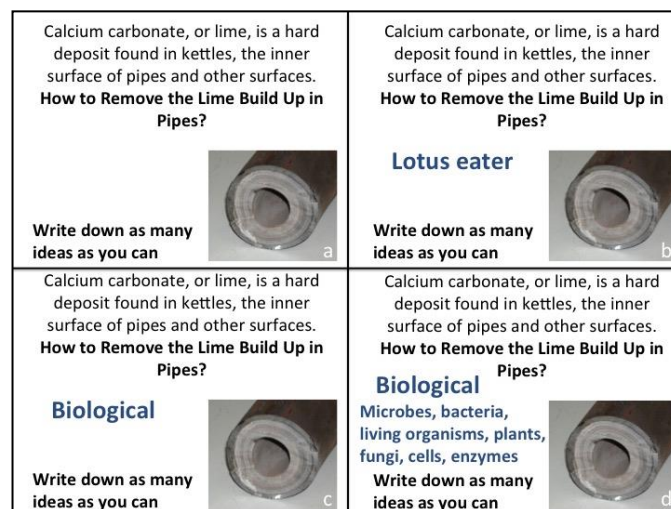 Calcium carbonate, or lime, is a hard
deposit found in kettles, the inner
surface of pipes and other surfaces.
How to Remove the Lime Build Up in
Pipes?
Write down as many
ideas as you can
a
Calcium carbonate, or lime, is a hard
deposit found in kettles, the inner
surface of pipes and other surfaces.
How to Remove the Lime Build Up in
Pipes?
Lotus eater
Write down as many
ideas as you can
b
Calcium carbonate, or lime, is a hard
deposit found in kettles, the inner
surface of pipes and other surfaces.
How to Remove the Lime Build Up in
Pipes?
Biological
Write down as many
ideas as you can
c
Calcium carbonate, or lime, is a hard
deposit found in kettles, the inner
surface of pipes and other surfaces.
How to Remove the Lime Build Up in
Pipes?
Biological
Microbes, bacteria,
living organisms, plants,
fungi, cells, enzymes
Write down as many
ideas as you can
d